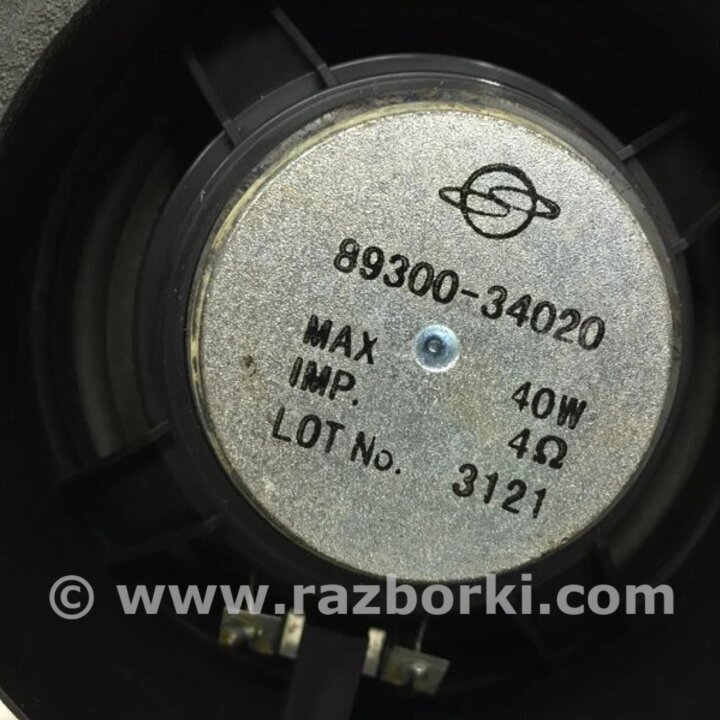 89300-34020
MAX 40W
IMP. 4Ω
LOT No. 3121
© www.razborki.com